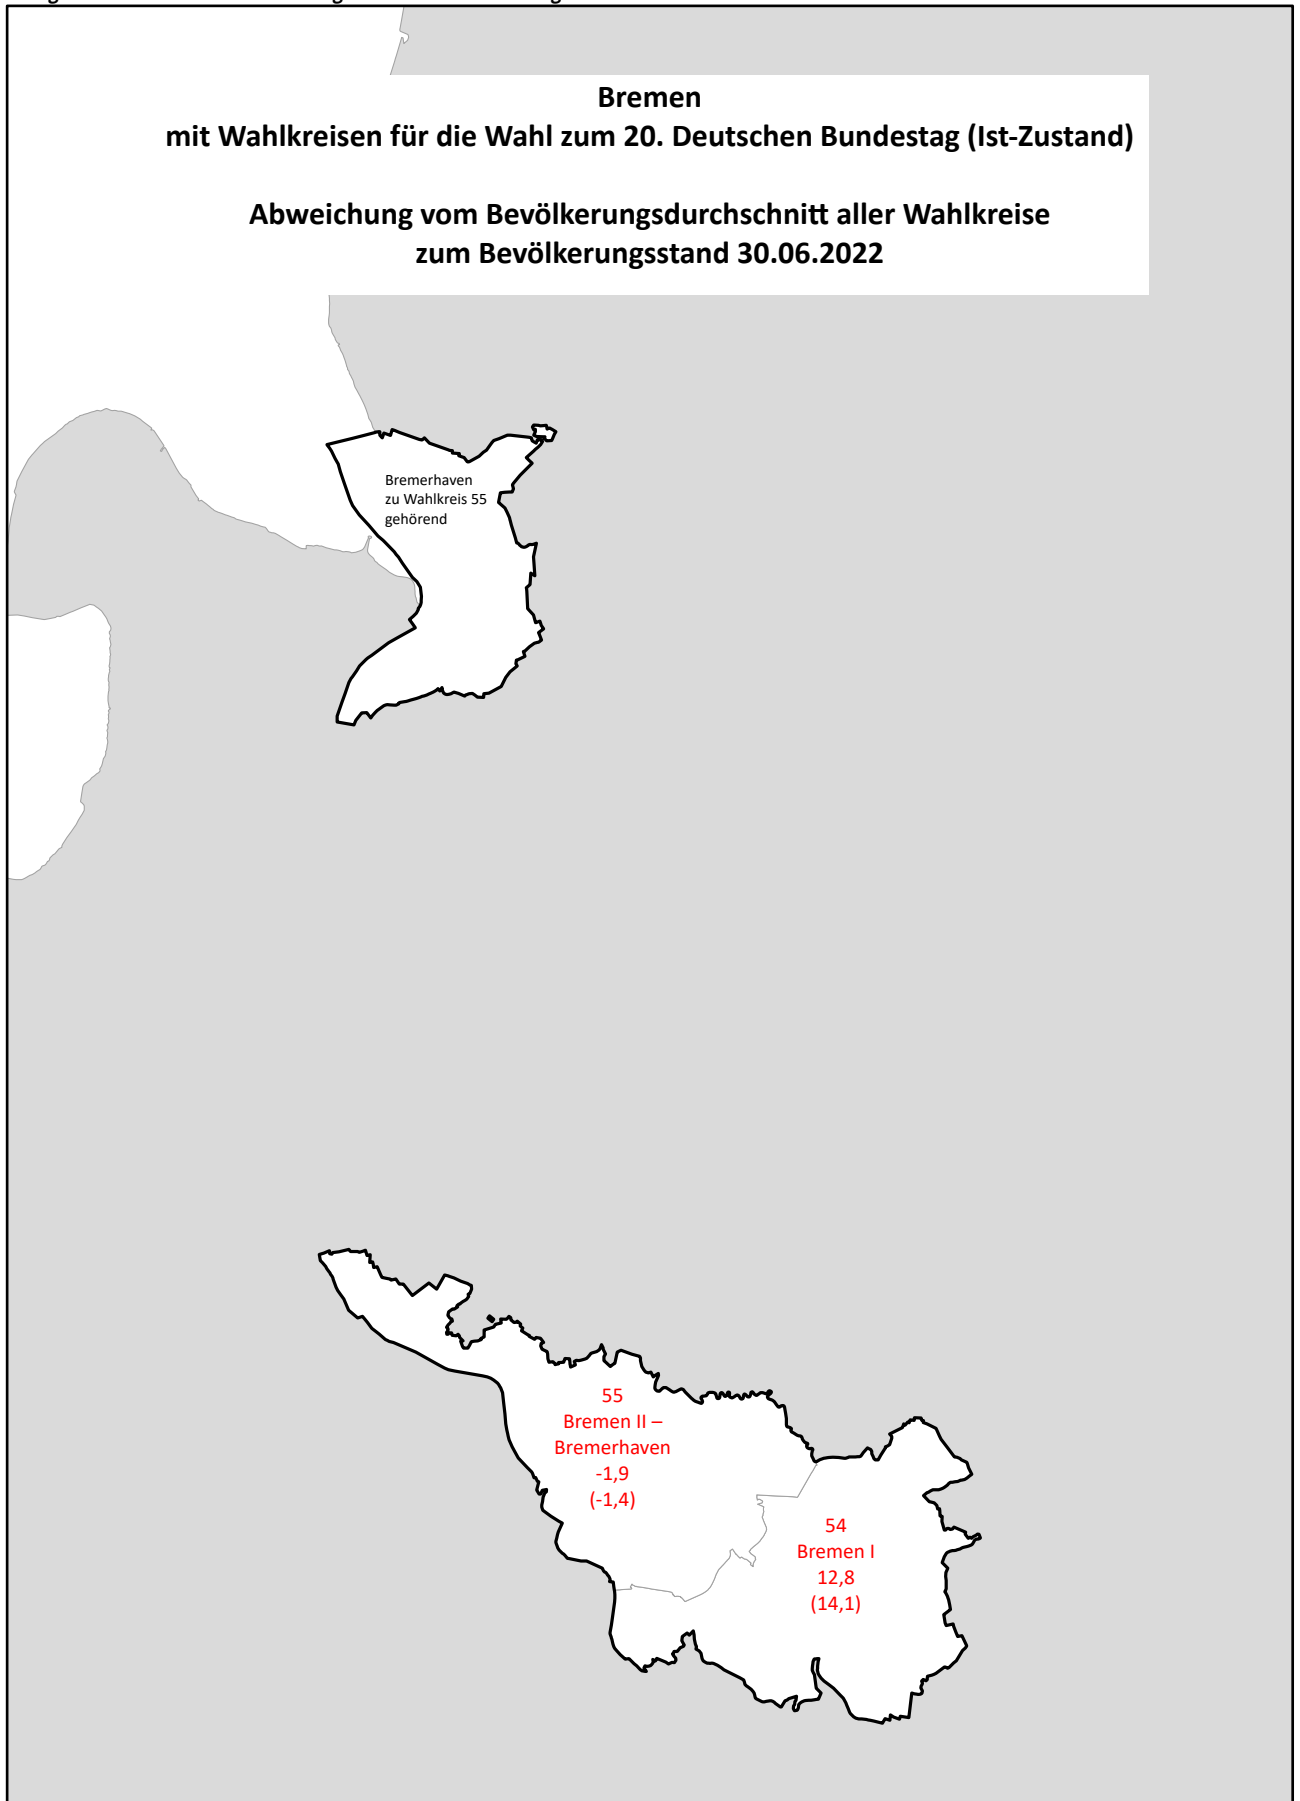 Bremen
mit Wahlkreisen für die Wahl zum 20. Deutschen Bundestag (Ist-Zustand)
Abweichung vom Bevölkerungsdurchschnitt aller Wahlkreise
zum Bevölkerungsstand 30.06.2022
Bremerhaven
zu Wahlkreis 55
gehörend
55
Bremen II –
Bremerhaven
-1,9
(-1,4)
54
Bremen I
12,8
(14,1)